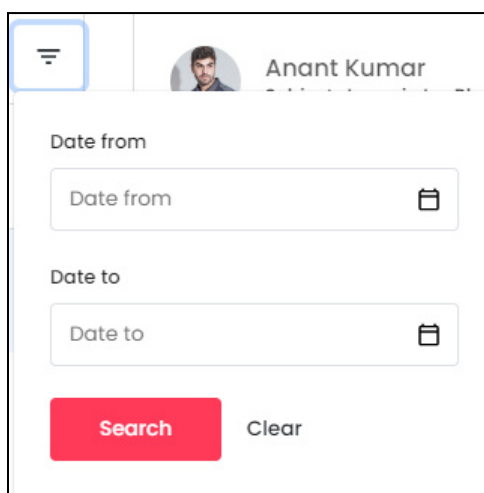 Anant Kumar
Date from
Date from
Date to
Date to
Search Clear